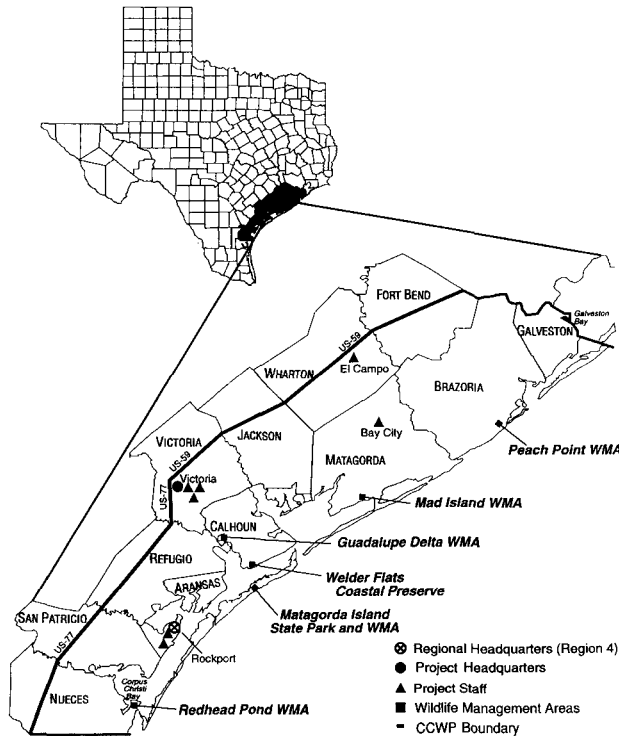 FORT BEND
Galveston
Bay
GALVESTON
US-59
El Campo
WHARTON
BRAZORIA
VICTORIA
JACKSON
Bay City
Peach Point WMA
US-59
MATAGORDA
Victoria
US-77
Mad Island WMA
CALHOUN
Guadalupe Delta WMA
REFUGIO
Welder Flats
Coastal Preserve
ARANSAS
Matagorda Island
State Park and WMA
SAN PATRICIO
US-77
Rockport
Regional Headquarters (Region 4)
Project Headquarters
Project Staff
Wildlife Management Areas
CCWP Boundary
NUECES
Corpus
Christi
Bay
Redhead Pond WMA